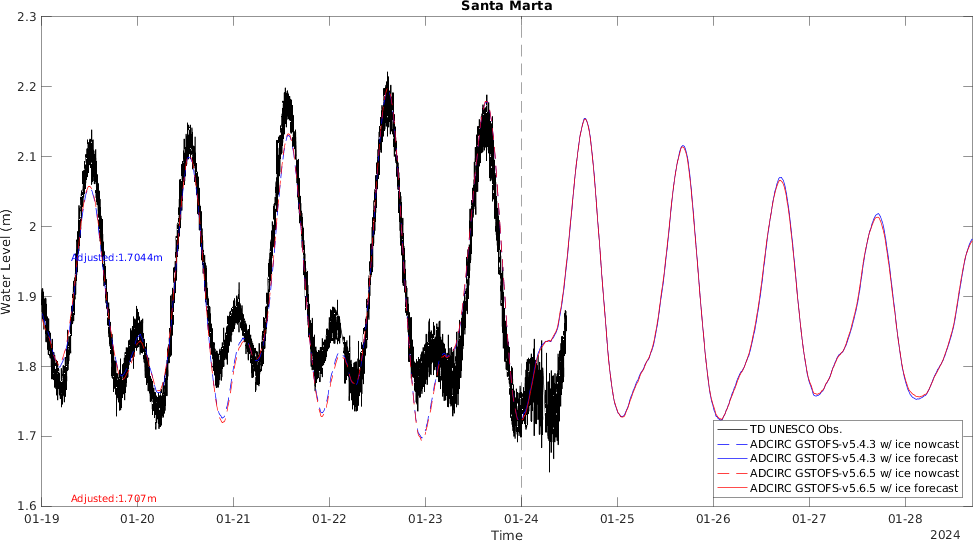 Santa Marta
2.3
2.2
2.1
2
1.9
1.8
1.7
1.6
Water Level (m)
Adjusted:1.7044m
Adjusted:1.707m
TD UNESCO Obs.
ADCIRC GSTOFS-v5.4.3 w/ ice nowcast
ADCIRC GSTOFS-v5.4.3 w/ ice forecast
ADCIRC GSTOFS-v5.6.5 w/ ice nowcast
ADCIRC GSTOFS-v5.6.5 w/ ice forecast
01-19 01-20 01-21 01-22 01-23 01-24 01-25 01-26 01-27 01-28
Time
2024